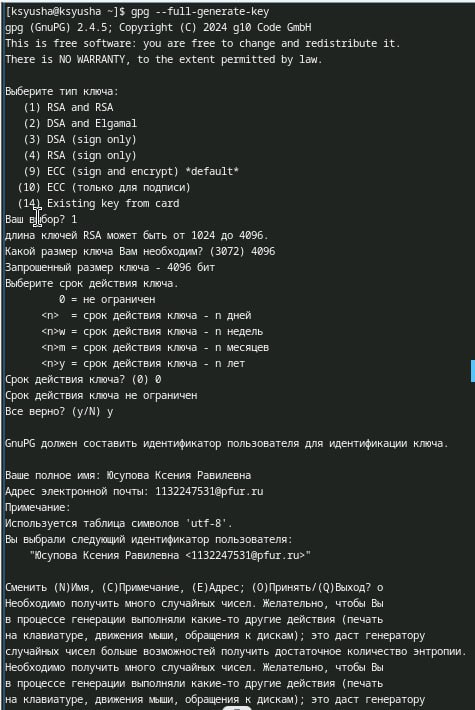 [ksyusha@ksyusha ~]$ gpg --full-generate-key
gpg (GnuPG) 2.4.5; Copyright (C) 2024 g10 Code GmbH
This is free software: you are free to change and redistribute it.
There is NO WARRANTY, to the extent permitted by law.
Выберите тип ключа:
(1) RSA and RSA
(2) DSA and Elgamal
(3) DSA (sign only)
(4) RSA (sign only)
(9) ECC (sign and encrypt) *default*
(10) ECC (только для подписи)
(14) Existing key from card
Ваш выбор? 1
длина ключей RSA может быть от 1024 до 4096.
Какой размер ключа Вам необходим? (3072) 4096
Запрошенный размер ключа - 4096 бит
Выберите срок действия ключа.
0 = не ограничен
<n>  = срок действия ключа - n дней
<n>w = срок действия ключа - n недель
<n>m = срок действия ключа - n месяцев
<n>y = срок действия ключа - n лет
Срок действия ключа? (0) 0
Срок действия ключа не ограничен
Все верно? (y/N) y
GnuPG должен составить идентификатор пользователя для идентификации ключа.
Ваше полное имя: Юсупова Ксения Равилевна
Адрес электронной почты: 1132247531@pfur.ru
Примечание:
Используется таблица символов 'utf-8'.
Вы выбрали следующий идентификатор пользователя:
"Юсупова Ксения Равилевна <1132247531@pfur.ru>"
Сменить (N)Имя, (C)Примечание, (E)Адрес; (O)Принять/(Q)Выход? o
Необходимо получить много случайных чисел. Желательно, чтобы Вы
в процессе генерации выполняли какие-то другие действия (печать
на клавиатуре, движения мыши, обращения к дискам); это даст генератору
случайных чисел больше возможностей получить достаточное количество энтропии.
Необходимо получить много случайных чисел. Желательно, чтобы Вы
в процессе генерации выполняли какие-то другие действия (печать
на клавиатуре, движения мыши, обращения к дискам); это даст генератору